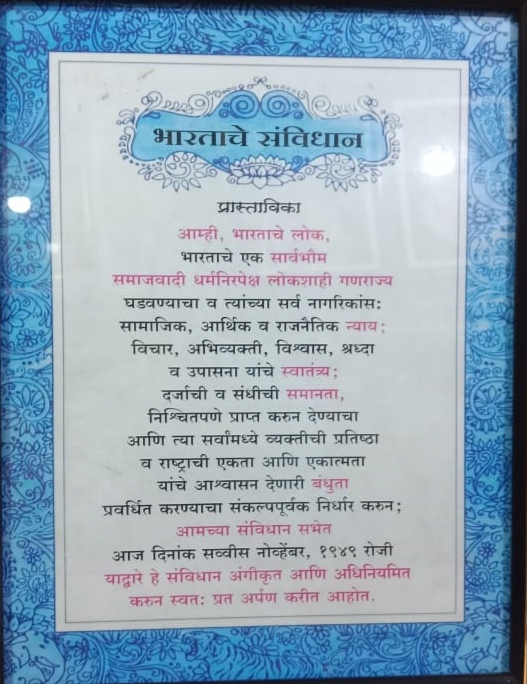 भारताचे संविधान
प्रास्ताविका
आम्ही, भारताचे लोक,
भारताचे एक सार्वभौम
समाजवादी धर्मनिरपेक्ष लोकशाही गणराज्य
घडवण्याचा व त्यांच्या सर्व नागरिकांस:
सामाजिक, आर्थिक व राजनैतिक न्याय;
विचार, अभिव्यक्ती, विश्वास, श्रध्दा
व उपासना यांचे स्वातंत्र्य;
दर्जाची व संधीची समानता,
निश्चितपणे प्राप्त करुन देण्याचा
आणि त्या सर्वांमध्ये व्यक्तीची प्रतिष्ठा
व राष्ट्राची एकता आणि एकात्मता
यांचे आश्वासन देणारी बंधुता
प्रवर्धित करण्याचा संकल्पपूर्वक निर्धार करुन;
आमच्या संविधान सभेत
आज दिनांक सव्वीस नोव्हेंबर, १९४९ रोजी
याद्वारे हे संविधान अंगीकृत आणि अधिनियमित
करुन स्वत: प्रत अर्पण करीत आहोत.